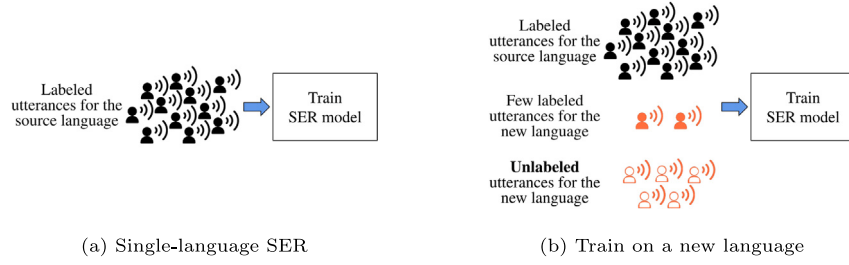 Labeled
utterances for the
source language
Train
SER model
(a) Single-language SER
Labeled
utterances for the
source language
Few labeled
utterances for the
new language
Unlabeled
utterances for the
new language
Train
SER model
(b) Train on a new language